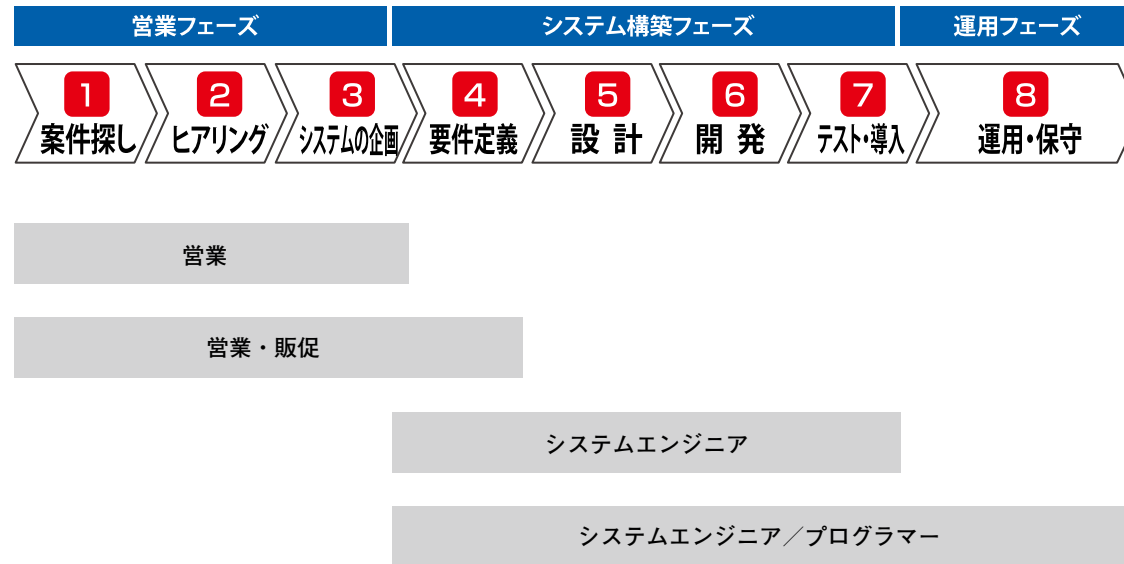 営業フェーズ
システム構築フェーズ
運用フェーズ
1
案件探し
2
ヒアリング
3
システムの企画
4
要件定義
5
設 計
6
開 発
7
テスト・導入
8
運用・保守
営業
営業・販促
システムエンジニア
システムエンジニア／プログラマー